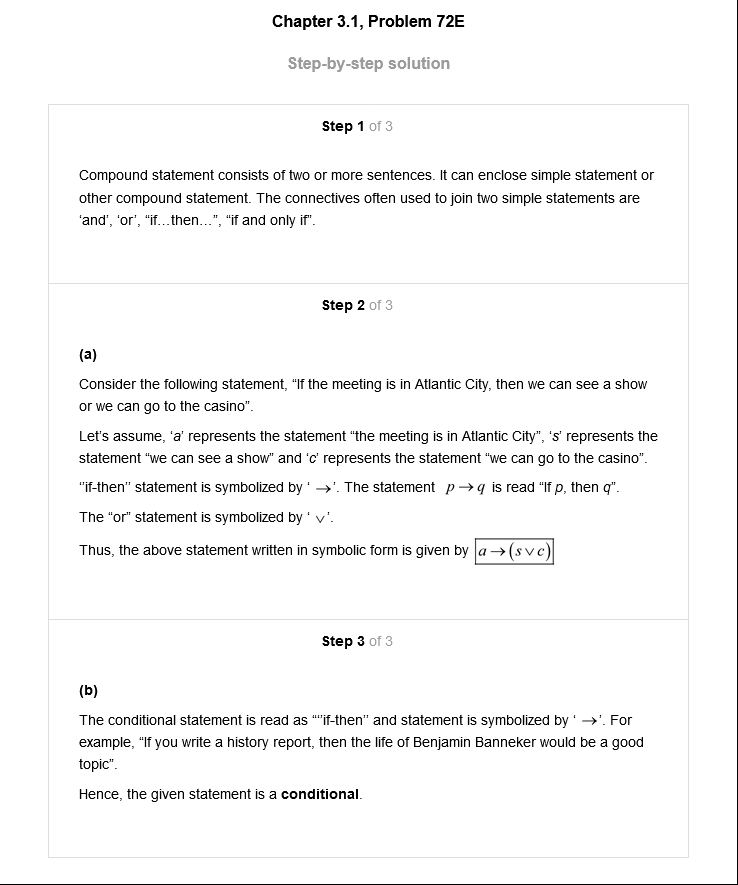 Chapter 3.1, Problem 72E
Step-by-step solution
Step 1 of 3
Compound statement consists of two or more sentences. It can enclose simple statement or
other compound statement. The connectives often used to join two simple statements are
‘and’, ‘or’, “if…then…”, “if and only if”.
Step 2 of 3
(a)
Consider the following statement, “If the meeting is in Atlantic City, then we can see a show
or we can go to the casino”.
Let’s assume, ‘a’ represents the statement “the meeting is in Atlantic City”, ‘s’ represents the
statement “we can see a show” and ‘c’ represents the statement “we can go to the casino”.
“if-then” statement is symbolized by ‘ →’. The statement p → q is read “If p, then q”.
The “or” statement is symbolized by ‘ ∨’.
Thus, the above statement written in symbolic form is given by a → (s ∨ c)
Step 3 of 3
(b)
The conditional statement is read as “‘'if-then” and statement is symbolized by ‘ →’. For
example, “If you write a history report, then the life of Benjamin Banneker would be a good
topic”.
Hence, the given statement is a conditional.